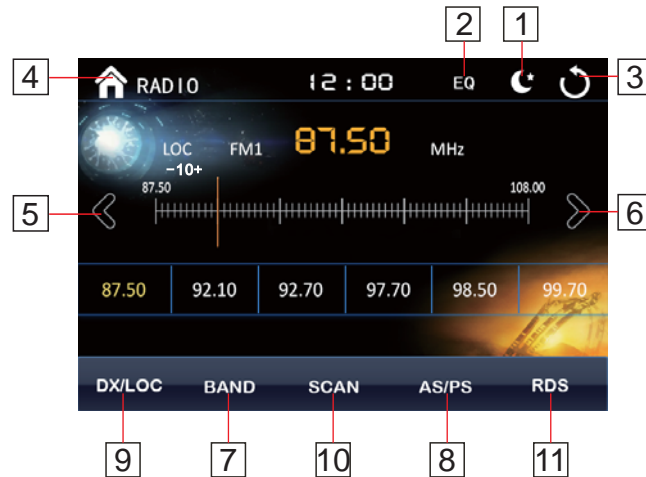 2 1
4 RADIO 12:00 EQ 3
LOC FM1 87.50 MHz
−10+
87.50 108.00
5 6
87.50 92.10 92.70 97.70 98.50 99.70
DX/LOC BAND SCAN AS/PS RDS
9 7 10 8 11